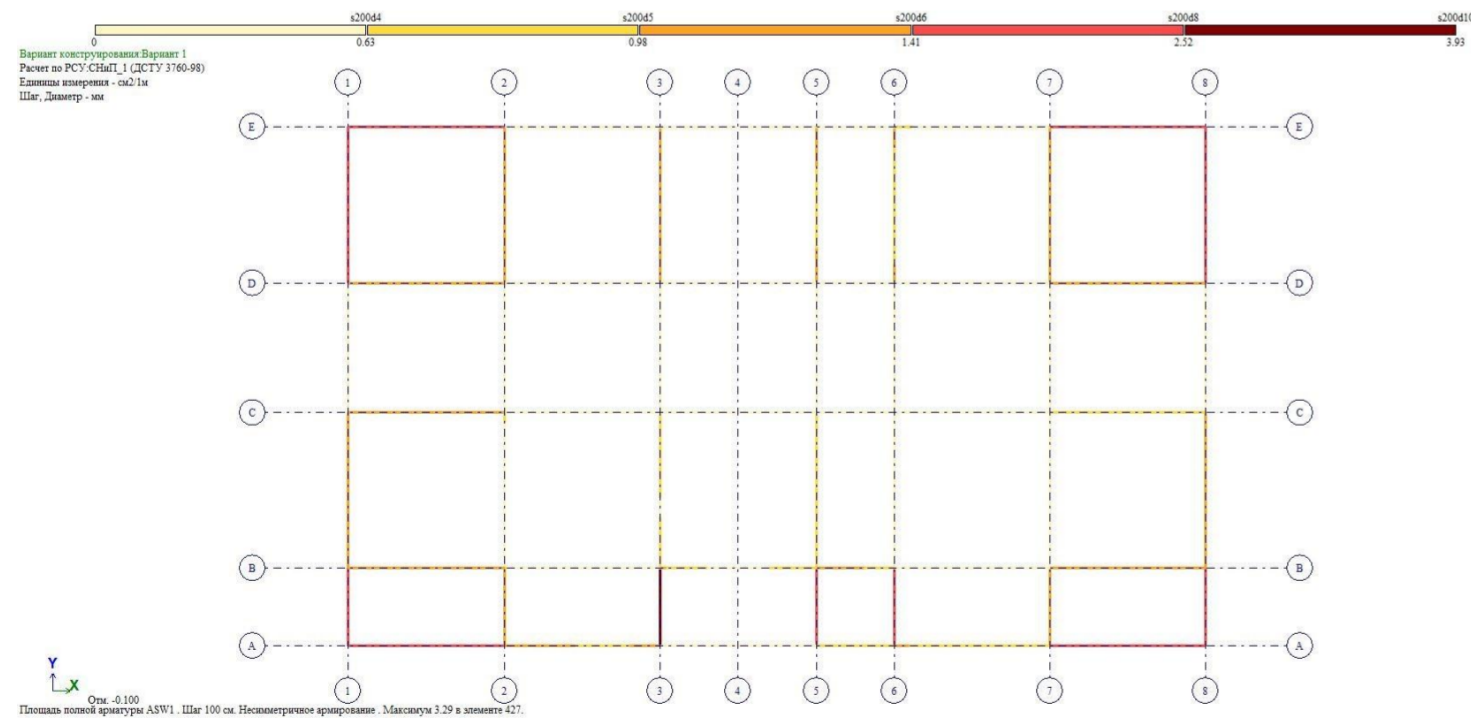 s200d4 s200d5 s200d6 s200d8 s200d10
0 0.63 0.98 1.41 2.52 3.93
Вариант конструирования:Вариант 1
Расчет по РСУ:СНиП_1 (ДСТУ 3760-98)
Единицы измерения - см2/1м
Шаг, Диаметр - мм
1 2 3 4 5 6 7 8
E E
D D
C C
B B
A A
Y
X
1 2 3 4 5 6 7 8
Отм. -0.100
Площадь полной арматуры ASW1 . Шаг 100 см. Несимметричное армирование . Максимум 3.29 в элементе 427.